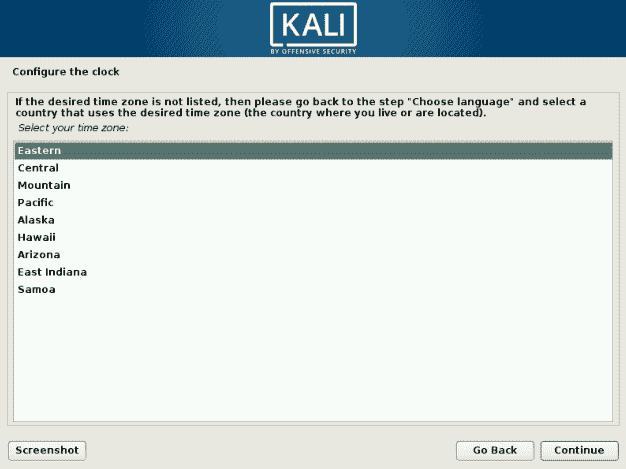 KALI
BY OFFENSIVE SECURITY
Configure the clock
If the desired time zone is not listed, then please go back to the step "Choose language" and select a
country that uses the desired time zone (the country where you live or are located).
Select your time zone:
Eastern
Central
Mountain
Pacific
Alaska
Hawaii
Arizona
East Indiana
Samoa
Screenshot
Go Back
Continue